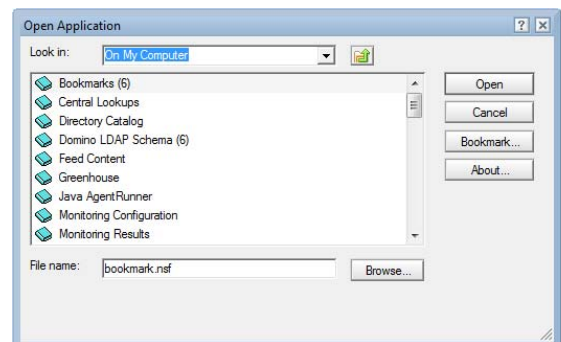 Open Application
Look in: On My Computer
Bookmarks (6)
Central Lookups
Directory Catalog
Domino LDAP Schema (6)
Feed Content
Greenhouse
Java AgentRunner
Monitoring Configuration
Monitoring Results
Open
Cancel
Bookmark...
About...
File name: bookmark.nsf
Browse...